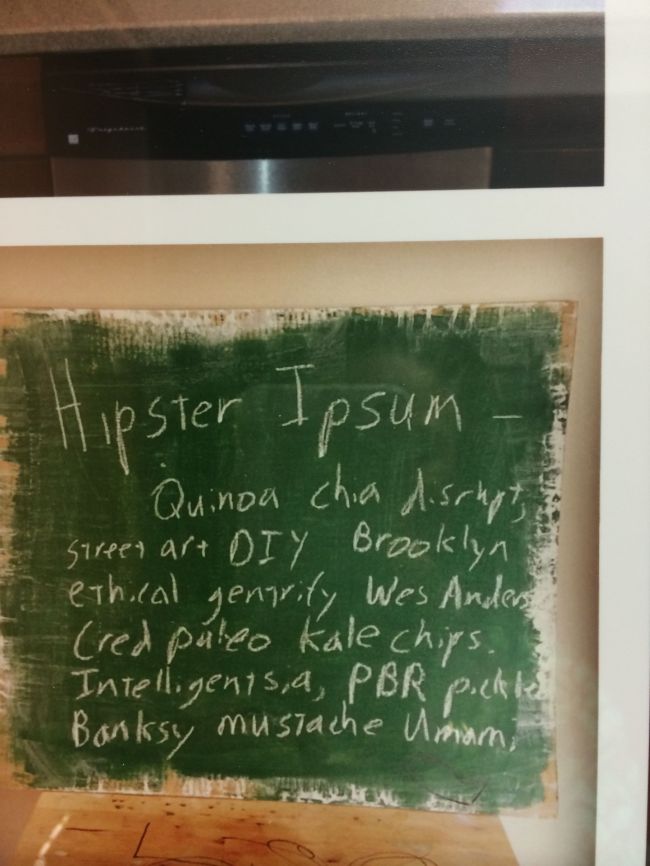 Frigidaire
Hipster Ipsum –
Quinoa chia disrupt,
street art DIY Brooklyn
ethical gentrify Wes Anders
Cred paleo Kale chips.
Intelligentsia, PBR pickle
Banksy mustache Umami